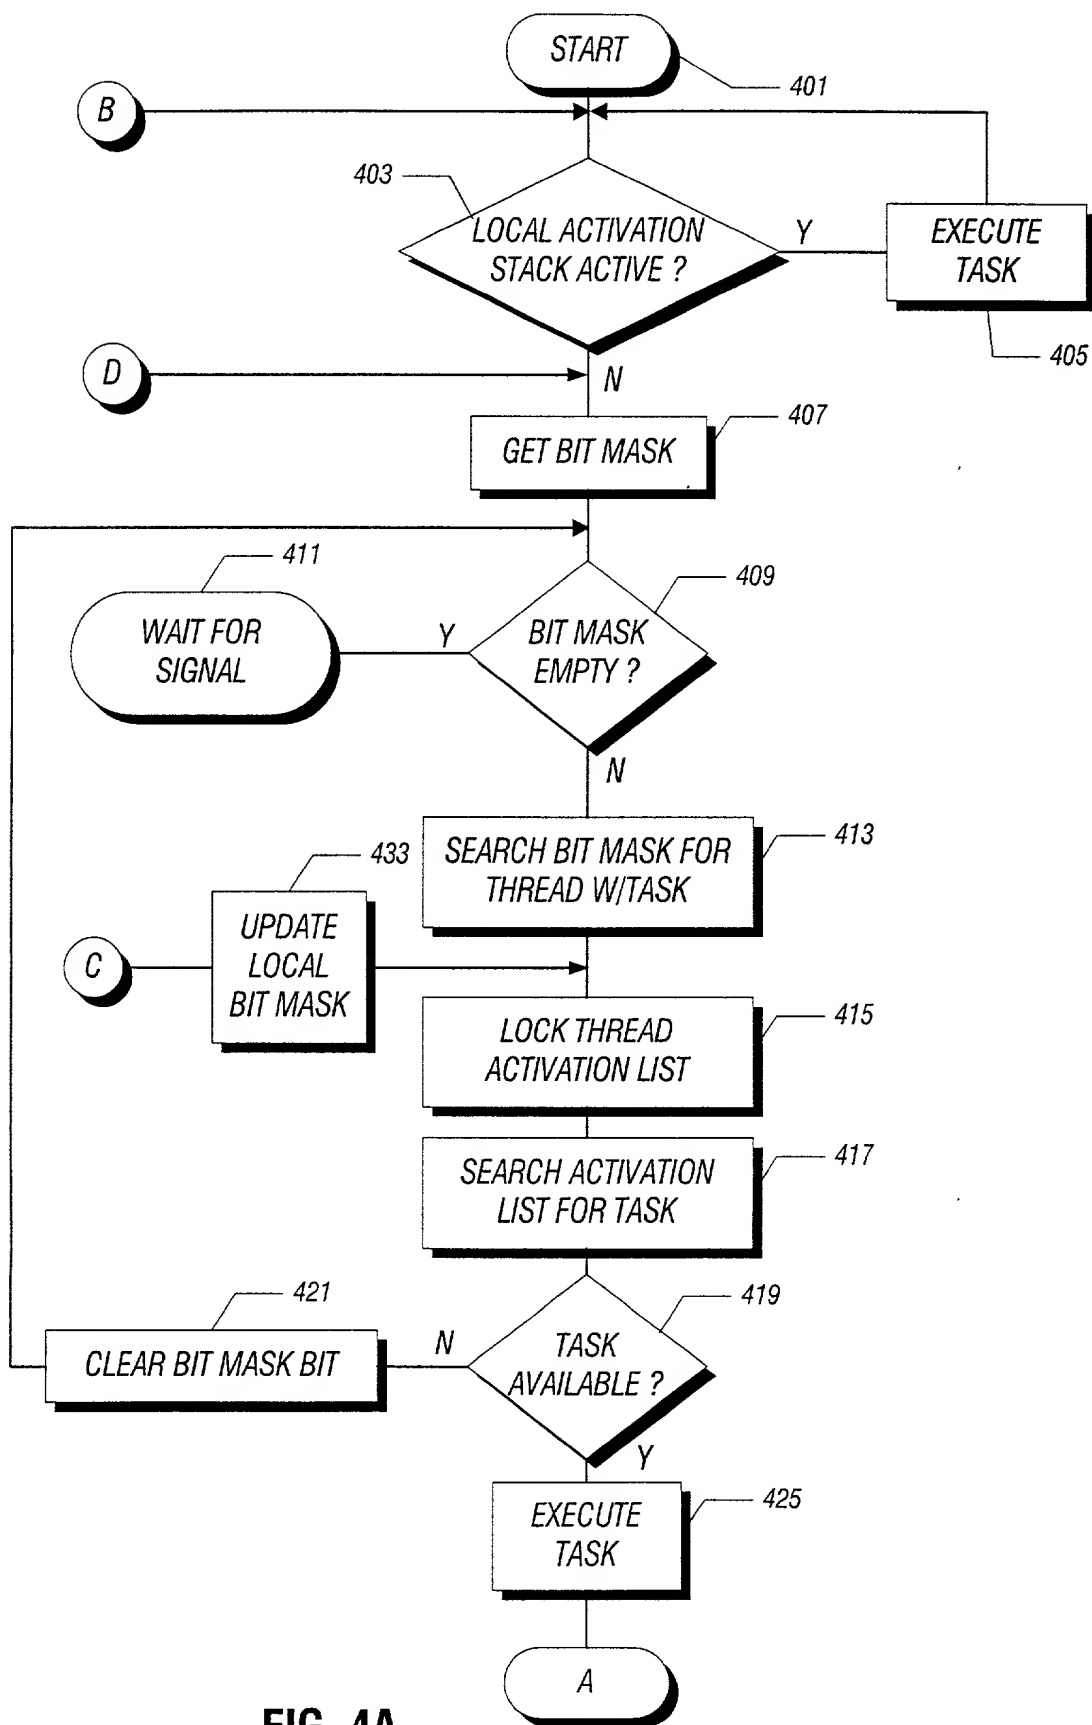 START
401
B
403
LOCAL ACTIVATION
STACK ACTIVE ?
Y
EXECUTE
TASK
405
D
N
407
GET BIT MASK
411
409
WAIT FOR
SIGNAL
Y
BIT MASK
EMPTY ?
N
413
SEARCH BIT MASK FOR
THREAD W/TASK
433
UPDATE
LOCAL
BIT MASK
C
415
LOCK THREAD
ACTIVATION LIST
417
SEARCH ACTIVATION
LIST FOR TASK
421
419
CLEAR BIT MASK BIT
N
TASK
AVAILABLE ?
Y
425
EXECUTE
TASK
A
FIG. 4A